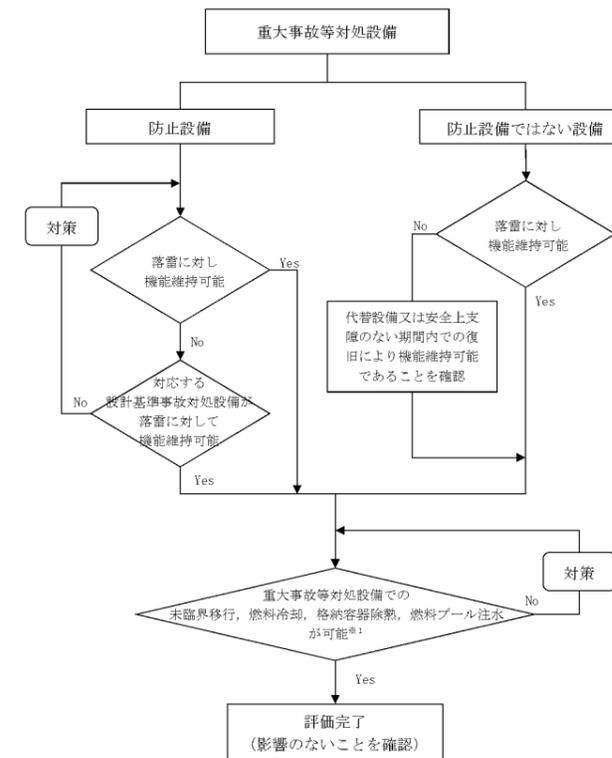 重大事故等対処設備
防止設備
防止設備ではない設備
対策
落雷に対し
機能維持可能
Yes
No
落雷に対し
機能維持可能
No
Yes
代替設備又は安全上支
障のない期間内での復
旧により機能維持可能
であることを確認
対応する
設計基準事故対処設備が
落雷に対して
機能維持可能
No
Yes
対策
重大事故等対処設備での
未臨界移行，燃料冷却，格納容器除熱，燃料プール注水
が可能※1
No
Yes
評価完了
（影響のないことを確認）